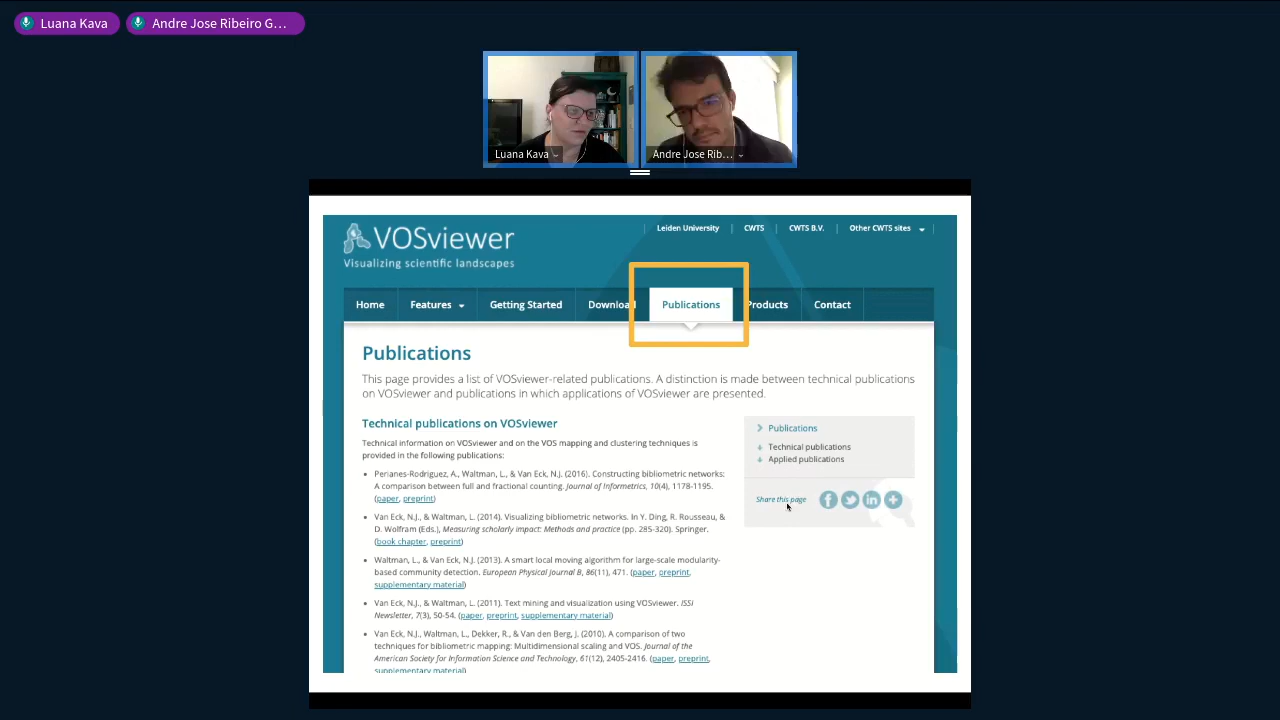 Luana Kava
Andre Jose Ribeiro G...
Luana Kava
Andre Jose Rib...
VOSviewer
Visualizing scientific landscapes
Leiden University
CWTS
CWTS B.V.
Other CWTS sites
Home
Features
Getting Started
Download
Publications
Products
Contact
Publications
This page provides a list of VOSviewer-related publications. A distinction is made between technical publications
on VOSviewer and publications in which applications of VOSviewer are presented.
Technical publications on VOSviewer
Technical information on VOSviewer and on the VOS mapping and clustering techniques is
provided in the following publications:
• Perianes-Rodriguez, A., Waltman, L., & Van Eck, N.J. (2016). Constructing bibliometric networks:
A comparison between full and fractional counting. Journal of Informetrics, 10(4), 1178-1195.
(paper, preprint)
• Van Eck, N.J., & Waltman, L. (2014). Visualizing bibliometric networks. In Y. Ding, R. Rousseau, &
D. Wolfram (Eds.), Measuring scholarly impact: Methods and practice (pp. 285-320). Springer.
(book chapter, preprint)
• Waltman, L., & Van Eck, N.J. (2013). A smart local moving algorithm for large-scale modularity-
based community detection. European Physical Journal B, 86(11), 471. (paper, preprint,
supplementary material)
• Van Eck, N.J., & Waltman, L. (2011). Text mining and visualization using VOSviewer. ISSI
Newsletter, 7(3), 50-54. (paper, preprint, supplementary material)
• Van Eck, N.J., Waltman, L., Dekker, R., & Van den Berg, J. (2010). A comparison of two
techniques for bibliometric mapping: Multidimensional scaling and VOS. Journal of the
American Society for Information Science and Technology, 61(12), 2405-2416. (paper, preprint,
supplementary material)
Publications
Technical publications
Applied publications
Share this page